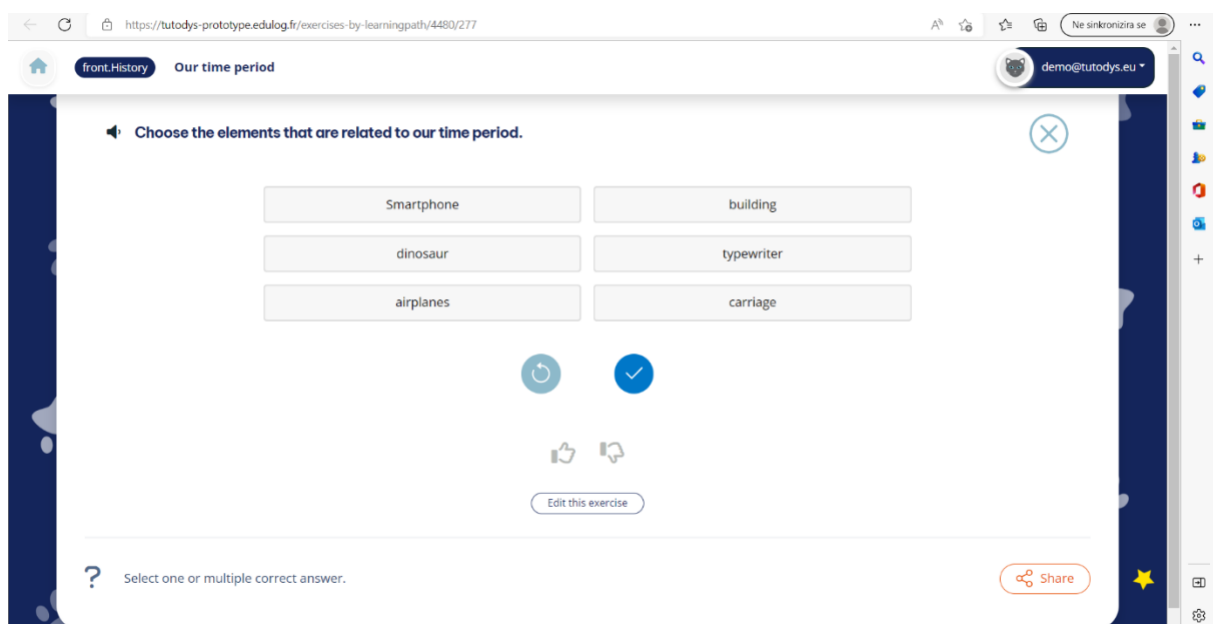 https://tutodys-prototype.edulog.fr/exercises-by-learningpath/4480/277
Ne sinkronizira se
front.History Our time period
demo@tutodys.eu
Choose the elements that are related to our time period.
Smartphone building
dinosaur typewriter
airplanes carriage
Edit this exercise
? Select one or multiple correct answer.
Share